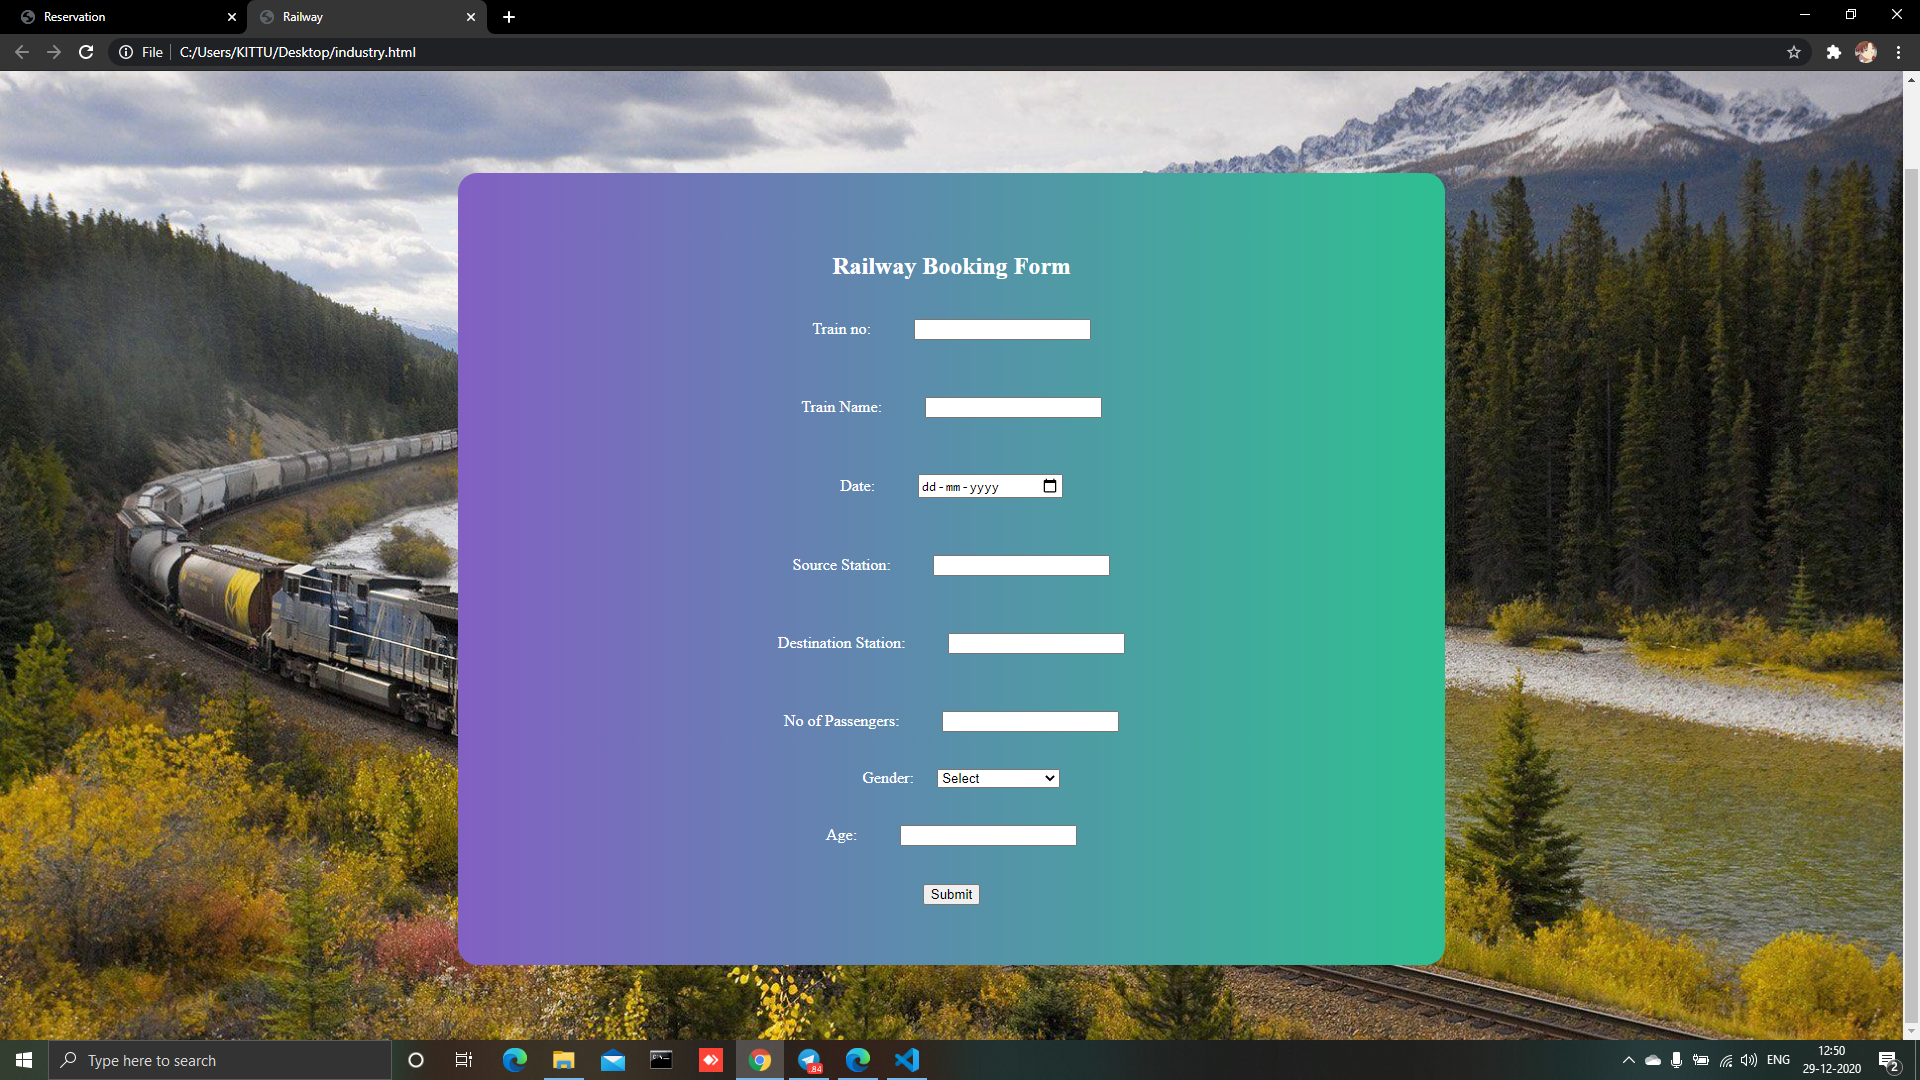 Reservation
Railway
File
C:/Users/KITTU/Desktop/industry.html
Railway Booking Form
Train no:
Train Name:
Date: dd-mm-yyyy
Source Station:
Destination Station:
No of Passengers:
Gender: Select
Age:
Submit
Type here to search
84
ENG
12:50
29-12-2020
2